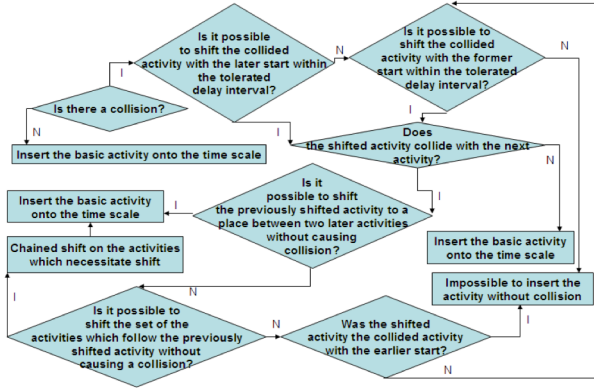 Is it possible
to shift the collided
activity with the later start within
the tolerated
delay interval?
N
Is it possible to
shift the collided
activity with the former
start within the tolerated
delay interval?
N
I
Is there a collision?
N
I
I
Insert the basic activity onto the time scale
Does
the shifted activity collide with the next
activity?
N
I
Is it
possible to shift
the previously shifted activity to a
place between two later activities
without causing
collision?
I
N
Insert the basic activity
onto the time scale
Chained shift on the activities
which necessitate shift
Insert the basic activity
onto the time scale
Impossible to insert the
activity without collision
I
Is it possible to
shift the set of the
activities which follow the previously
shifted activity without
causing a collision?
N
Was the shifted
activity the collided activity
with the earlier start?
I
N